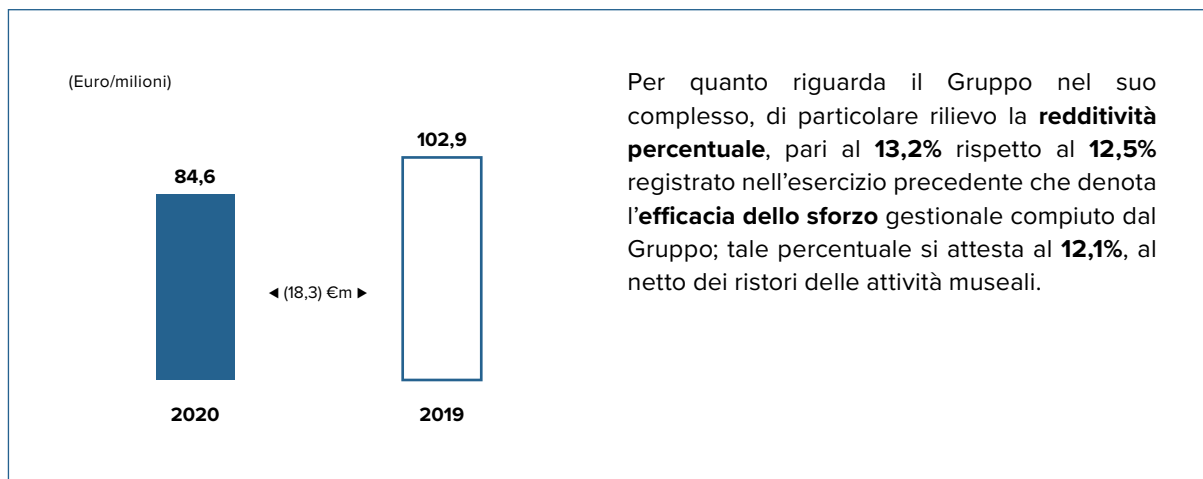 (Euro/milioni)
102,9
84,6
◄ (18,3) €m ►
2020
2019
Per quanto riguarda il Gruppo nel suo
complesso, di particolare rilievo la redditività
percentuale, pari al 13,2% rispetto al 12,5%
registrato nell'esercizio precedente che denota
l'efficacia dello sforzo gestionale compiuto dal
Gruppo; tale percentuale si attesta al 12,1%, al
netto dei ristori delle attività museali.